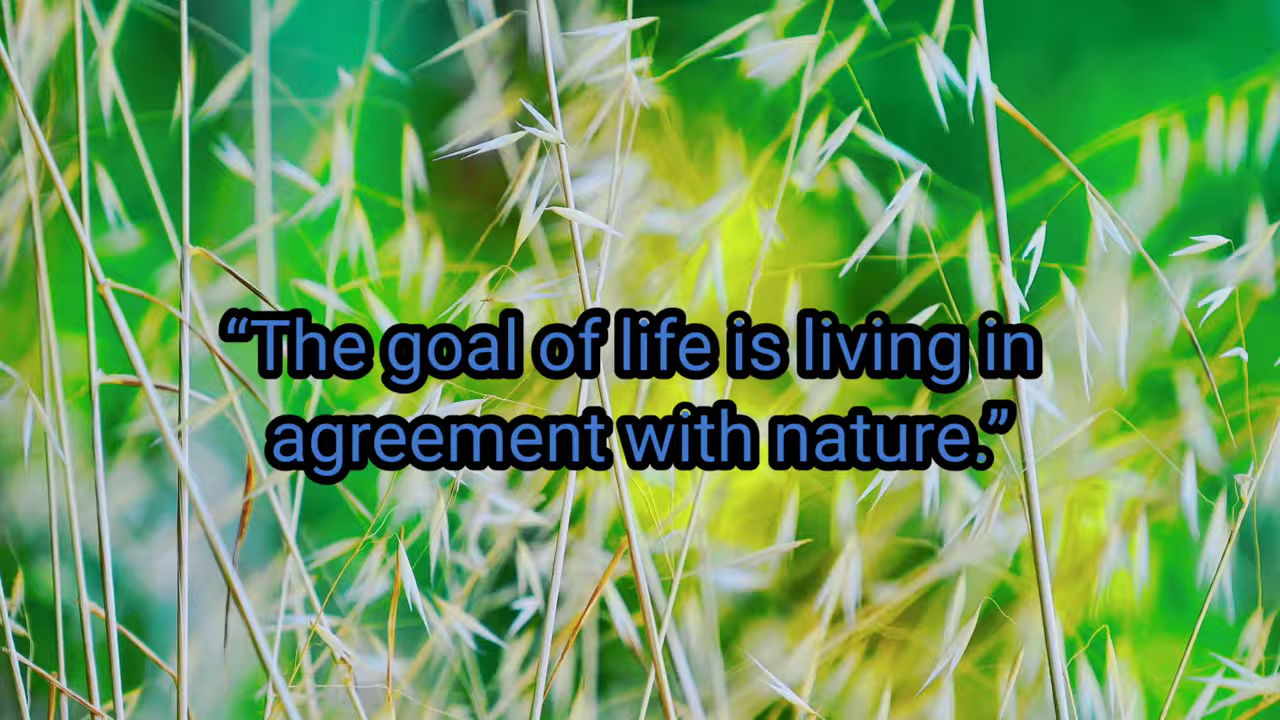 “The goal of life is living in
agreement with nature.”